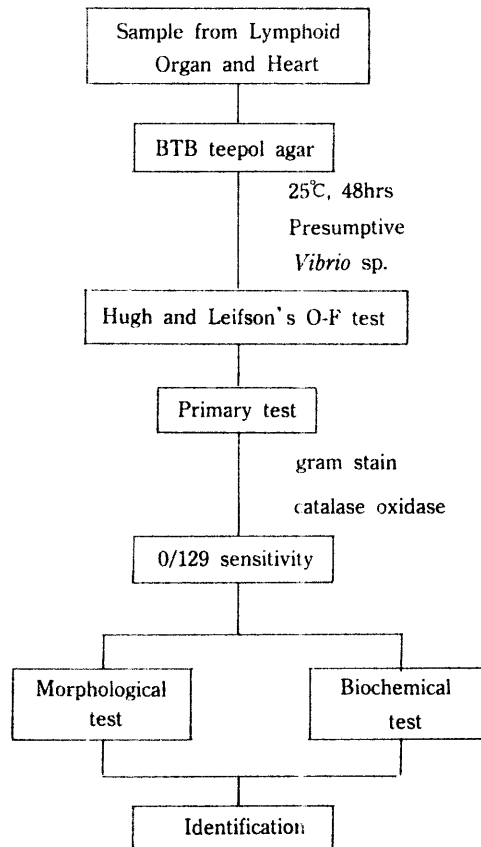 Sample from Lymphoid
Organ and Heart
BTB teepol agar
25℃, 48hrs
Presumptive
Vibrio sp.
Hugh and Leifson's O-F test
Primary test
gram stain
catalase oxidase
0/129 sensitivity
Morphological
test
Biochemical
test
Identification